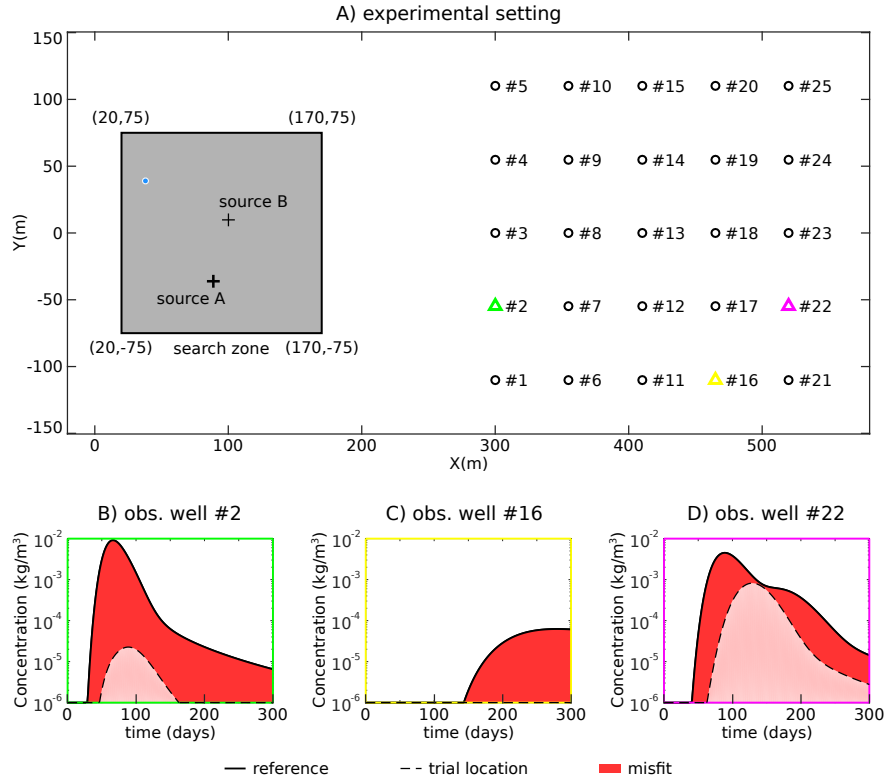 A) experimental setting
150
100
50
0
-50
-100
-150
Y(m)
(20,75) (170,75)
source B
source A
(20,-75) search zone (170,-75)
#5 #10 #15 #20 #25
#4 #9 #14 #19 #24
#3 #8 #13 #18 #23
#2 #7 #12 #17 #22
#1 #6 #11 #16 #21
0 100 200 300 400 500
X(m)
B) obs. well #2
Concentration (kg/m³)
10⁻²
10⁻³
10⁻⁴
10⁻⁵
10⁻⁶
0 100 200 300
time (days)
C) obs. well #16
Concentration (kg/m³)
10⁻²
10⁻³
10⁻⁴
10⁻⁵
10⁻⁶
0 100 200 300
time (days)
D) obs. well #22
Concentration (kg/m³)
10⁻²
10⁻³
10⁻⁴
10⁻⁵
10⁻⁶
0 100 200 300
time (days)
reference trial location misfit